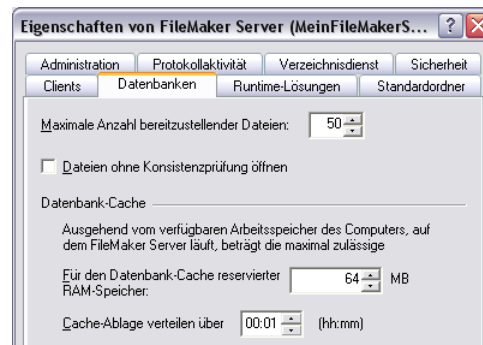 Eigenschaften von FileMaker Server (MeinFileMakerS...
Administration Protokollaktivität Verzeichnisdienst Sicherheit
Clients Datenbanken Runtime-Lösungen Standardordner
Maximale Anzahl bereitzustellender Dateien: 50
Dateien ohne Konsistenzprüfung öffnen
Datenbank-Cache
Ausgehend vom verfügbaren Arbeitsspeicher des Computers, auf
dem FileMaker Server läuft, beträgt die maximal zulässige
Für den Datenbank-Cache reservierter
RAM-Speicher: 64 MB
Cache-Ablage verteilen über 00:01 (hh:mm)